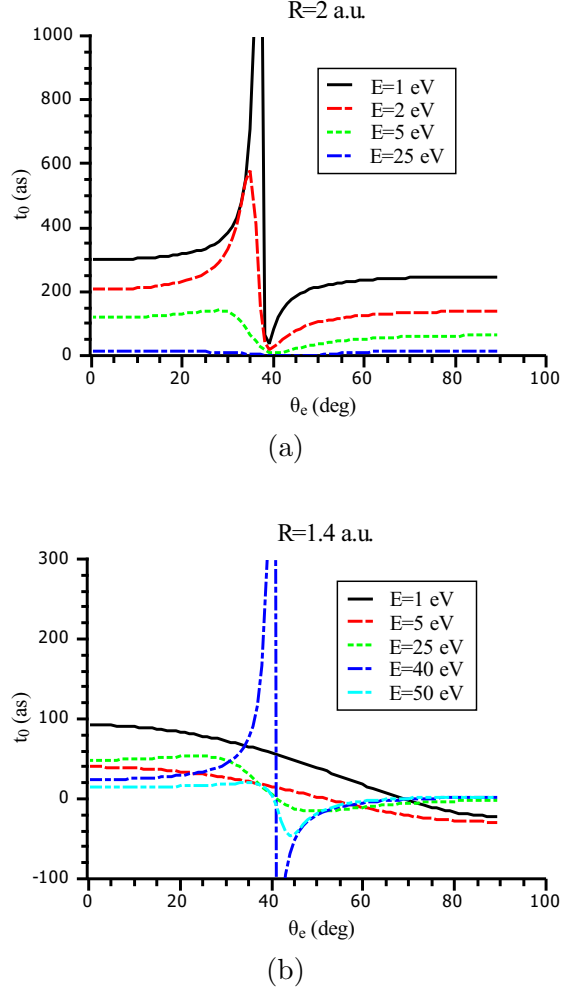 R=2 a.u.
1000
800
600
400
200
0
t₀ (as)
E=1 eV
E=2 eV
E=5 eV
E=25 eV
0 20 40 60 80 100
θₑ (deg)
(a)
R=1.4 a.u.
300
200
100
0
-100
t₀ (as)
E=1 eV
E=5 eV
E=25 eV
E=40 eV
E=50 eV
0 20 40 60 80 100
θₑ (deg)
(b)